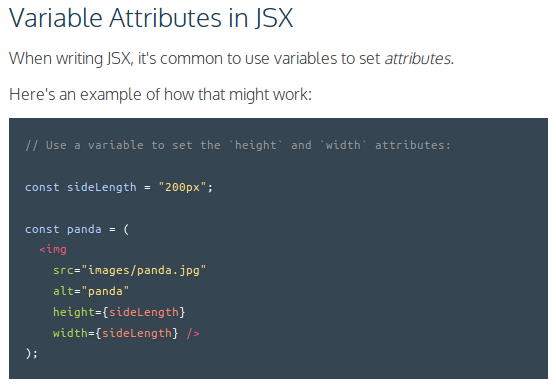 Variable Attributes in JSX
When writing JSX, it's common to use variables to set attributes.
Here's an example of how that might work:
// Use a variable to set the `height` and `width` attributes:
const sideLength = "200px";
const panda = (
<img
src="images/panda.jpg"
alt="panda"
height={sideLength}
width={sideLength} />
);